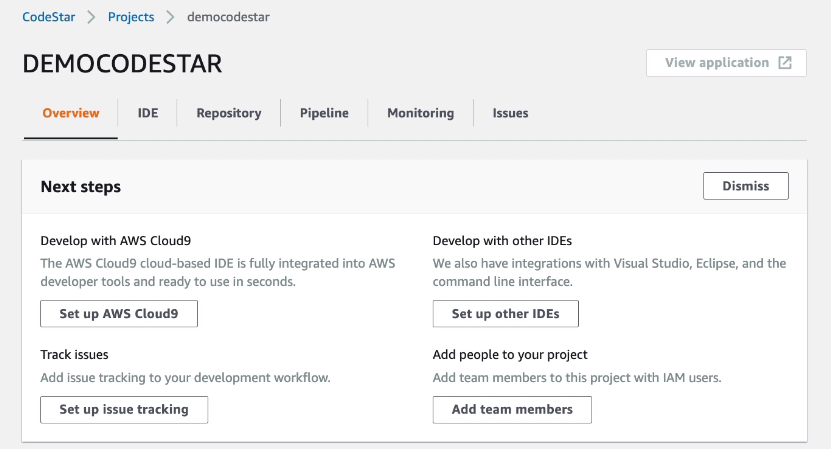 CodeStar > Projects > democodestar
DEMOCODESTAR
View application
Overview IDE Repository Pipeline Monitoring Issues
Next steps
Dismiss
Develop with AWS Cloud9
The AWS Cloud9 cloud-based IDE is fully integrated into AWS
developer tools and ready to use in seconds.
Set up AWS Cloud9
Develop with other IDEs
We also have integrations with Visual Studio, Eclipse, and the
command line interface.
Set up other IDEs
Track issues
Add issue tracking to your development workflow.
Set up issue tracking
Add people to your project
Add team members to this project with IAM users.
Add team members